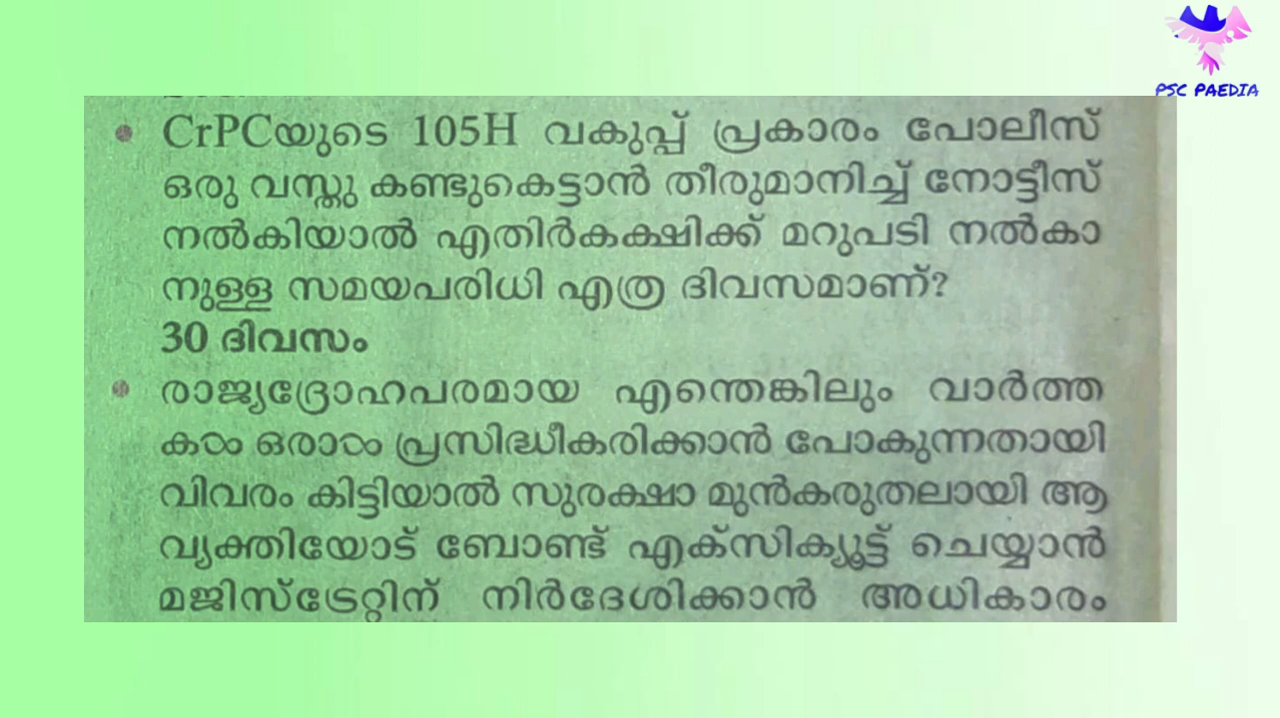 PSC PAEDIA
CrPCയുടെ 105H വകുപ്പ് പ്രകാരം പോലീസ്
ഒരു വസ്തു കണ്ടുകെട്ടാൻ തീരുമാനിച്ച് നോട്ടീസ്
നൽകിയാൽ എതിർകക്ഷിക്ക് മറുപടി നൽകാ
നുള്ള സമയപരിധി എത്ര ദിവസമാണ്?
30 ദിവസം
രാജ്യദ്രോഹപരമായ എന്തെങ്കിലും വാർത്ത
കൾ ഒരാൾ പ്രസിദ്ധീകരിക്കാൻ പോകുന്നതായി
വിവരം കിട്ടിയാൽ സുരക്ഷാ മുൻകരുതലായി ആ
വ്യക്തിയോട് ബോണ്ട് എക്സിക്യൂട്ട് ചെയ്യാൻ
മജിസ്ട്രേറ്റിന് നിർദേശിക്കാൻ അധികാരം